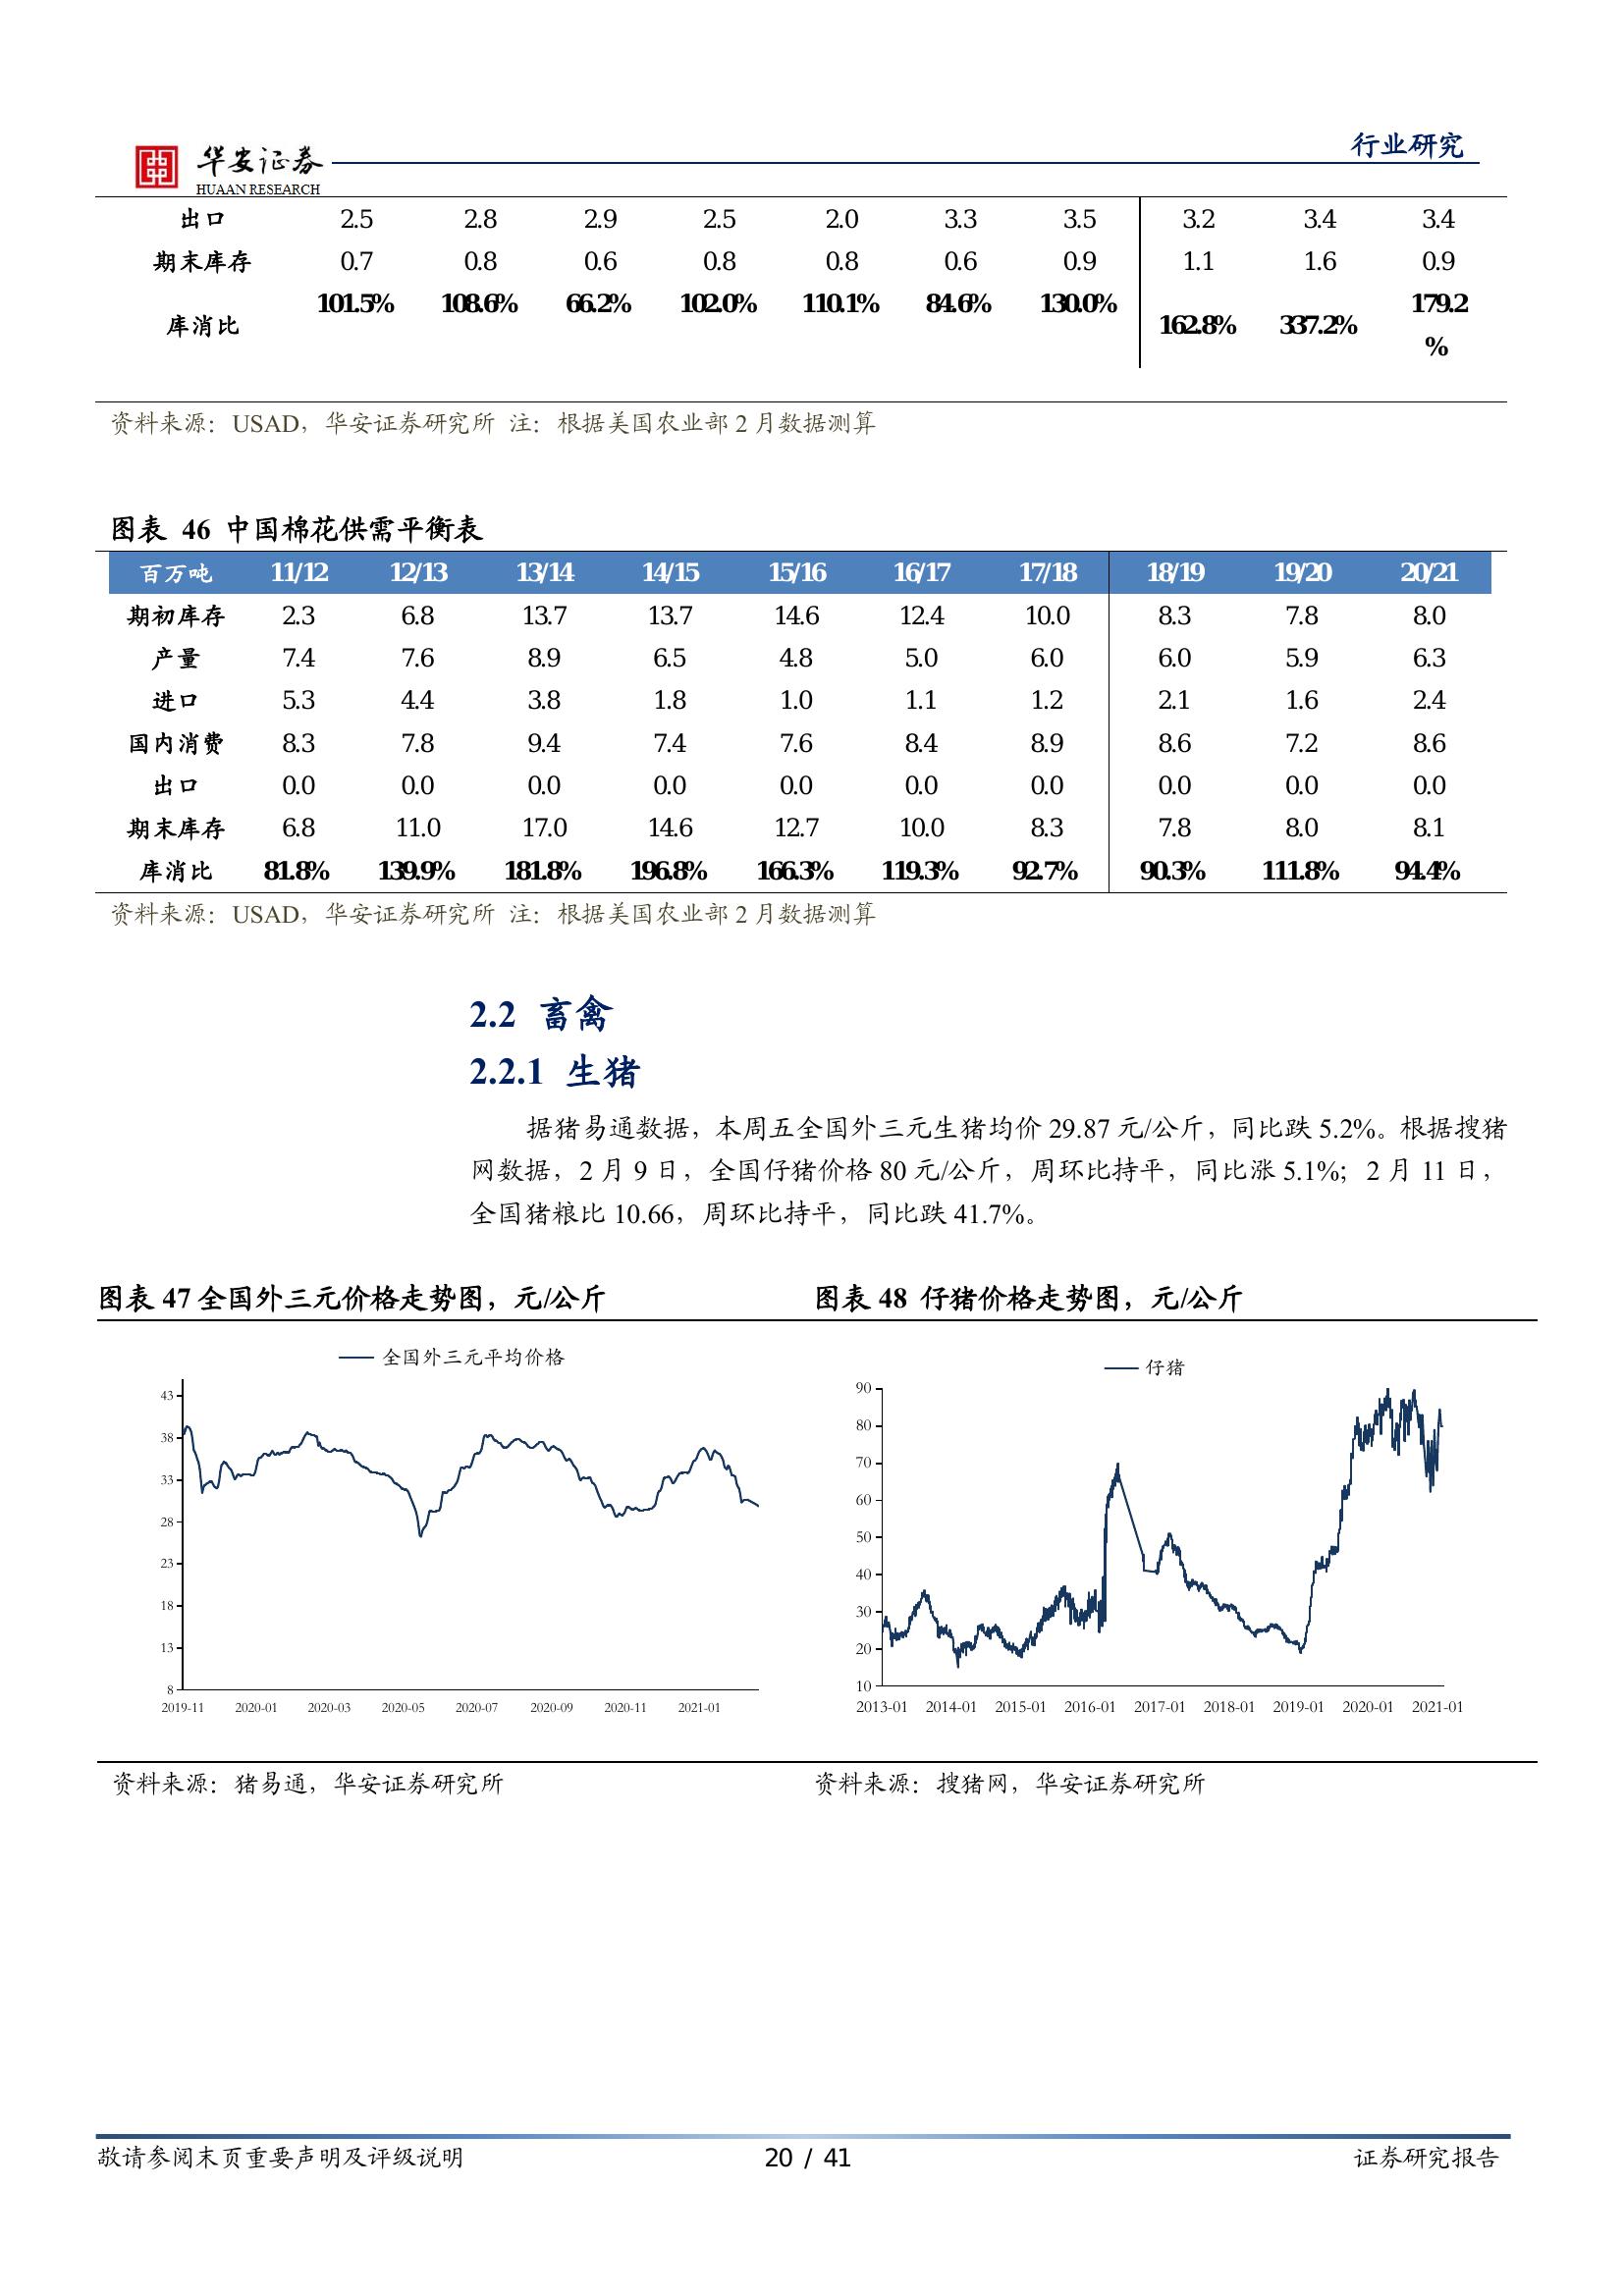 华安证券
HUAAN RESEARCH
行业研究
出口 2.5 2.8 2.9 2.5 2.0 3.3 3.5 3.2 3.4 3.4
期末库存 0.7 0.8 0.6 0.8 0.8 0.6 0.9 1.1 1.6 0.9
库消比 101.5% 108.6% 66.2% 102.0% 110.1% 84.6% 130.0% 162.8% 337.2% 179.2
%
资料来源：USAD，华安证券研究所 注：根据美国农业部 2 月数据测算
图表 46 中国棉花供需平衡表
百万吨 11/12 12/13 13/14 14/15 15/16 16/17 17/18 18/19 19/20 20/21
期初库存 2.3 6.8 13.7 13.7 14.6 12.4 10.0 8.3 7.8 8.0
产量 7.4 7.6 8.9 6.5 4.8 5.0 6.0 6.0 5.9 6.3
进口 5.3 4.4 3.8 1.8 1.0 1.1 1.2 2.1 1.6 2.4
国内消费 8.3 7.8 9.4 7.4 7.6 8.4 8.9 8.6 7.2 8.6
出口 0.0 0.0 0.0 0.0 0.0 0.0 0.0 0.0 0.0 0.0
期末库存 6.8 11.0 17.0 14.6 12.7 10.0 8.3 7.8 8.0 8.1
库消比 81.8% 139.9% 181.8% 196.8% 166.3% 119.3% 92.7% 90.3% 111.8% 94.4%
资料来源：USAD，华安证券研究所 注：根据美国农业部 2 月数据测算
2.2 畜禽
2.2.1 生猪
据猪易通数据，本周五全国外三元生猪均价 29.87 元/公斤，同比跌 5.2%。根据搜猪
网数据，2 月 9 日，全国仔猪价格 80 元/公斤，周环比持平，同比涨 5.1%；2 月 11 日，
全国猪粮比 10.66，周环比持平，同比跌 41.7%。
图表 47 全国外三元价格走势图，元/公斤
全国外三元平均价格
43
38
33
28
23
18
13
8
2019-11 2020-01 2020-03 2020-05 2020-07 2020-09 2020-11 2021-01
资料来源：猪易通，华安证券研究所
图表 48 仔猪价格走势图，元/公斤
仔猪
90
80
70
60
50
40
30
20
10
2013-01 2014-01 2015-01 2016-01 2017-01 2018-01 2019-01 2020-01 2021-01
资料来源：搜猪网，华安证券研究所
敬请参阅末页重要声明及评级说明 20 / 41 证券研究报告